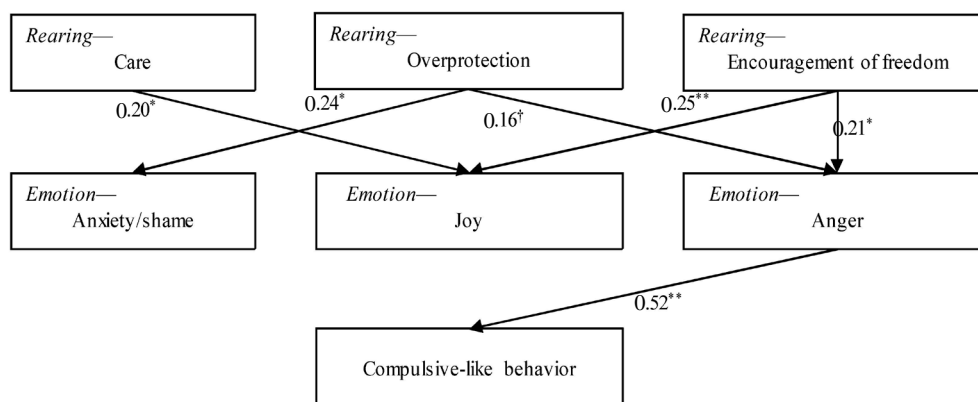 Rearing—
Care
Rearing—
Overprotection
Rearing—
Encouragement of freedom
0.20*
0.24*
0.16†
0.25**
0.21*
Emotion—
Anxiety/shame
Emotion—
Joy
Emotion—
Anger
0.52**
Compulsive-like behavior